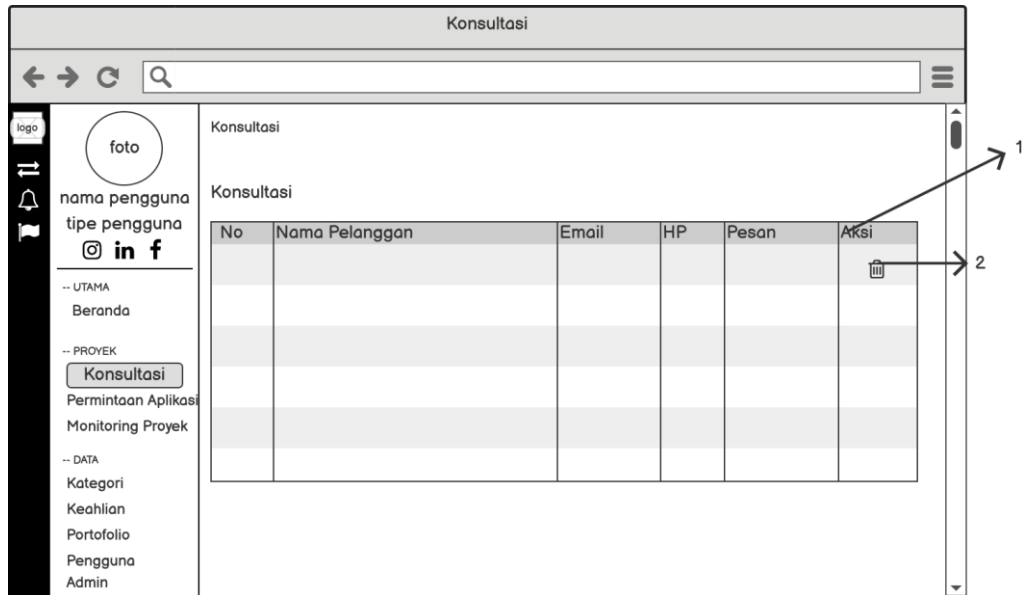 Konsultasi
logo
foto
nama pengguna
tipe pengguna
in f
-- UTAMA
Beranda
-- PROYEK
Konsultasi
Permintaan Aplikasi
Monitoring Proyek
-- DATA
Kategori
Keahlian
Portofolio
Pengguna
Admin
Konsultasi
Konsultasi
No Nama Pelanggan Email HP Pesan Aksi
1
2